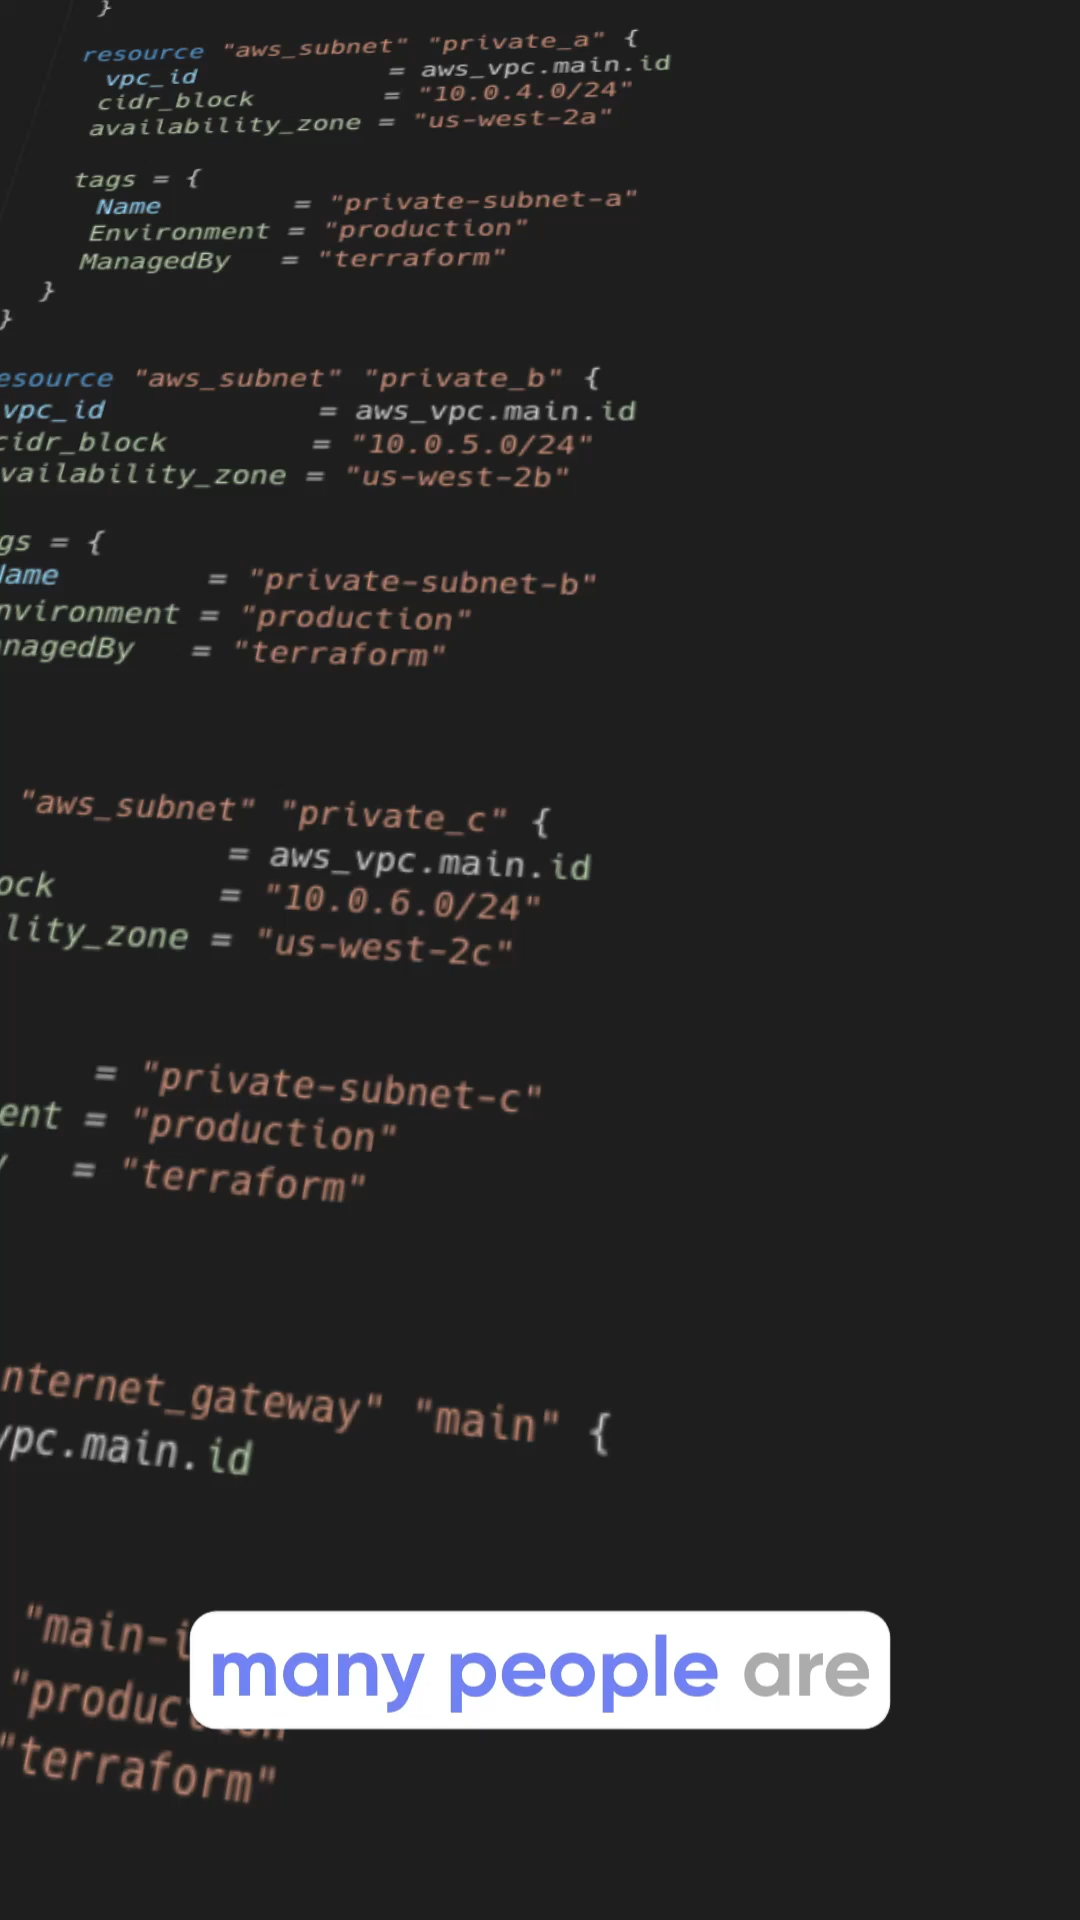 }
resource "aws_subnet" "private_a" {
vpc_id = aws_vpc.main.id
cidr_block = "10.0.4.0/24"
availability_zone = "us-west-2a"
tags = {
Name = "private-subnet-a"
Environment = "production"
ManagedBy = "terraform"
}
}
esource "aws_subnet" "private_b" {
vpc_id = aws_vpc.main.id
cidr_block = "10.0.5.0/24"
vailability_zone = "us-west-2b"
gs = {
Name = "private-subnet-b"
nvironment = "production"
nagedBy = "terraform"
"aws_subnet" "private_c" {
= aws_vpc.main.id
ock = "10.0.6.0/24"
lity_zone = "us-west-2c"
= "private-subnet-c"
ent = "production"
y = "terraform"
nternet_gateway" "main" {
vpc.main.id
"main-i
"production
"terraform"
many people are